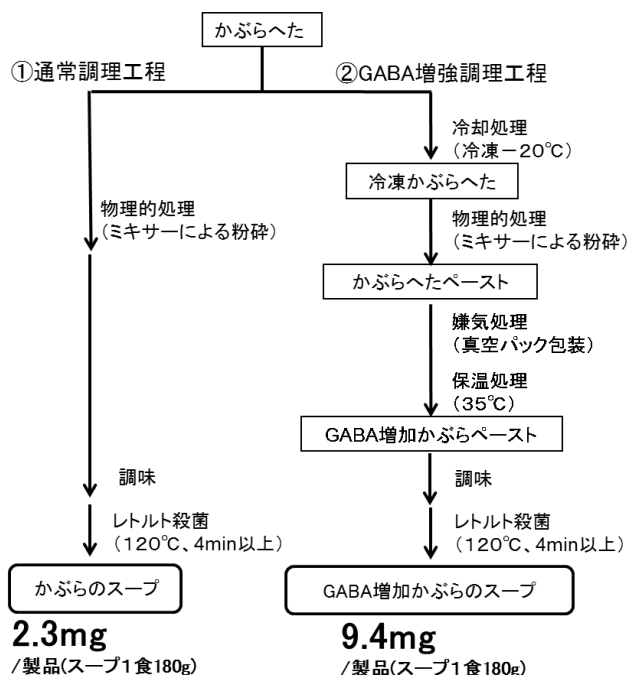 かぶらへた
①通常調理工程
②GABA増強調理工程
冷却処理
(冷凍－20℃)
冷凍かぶらへた
物理的処理
(ミキサーによる粉砕)
物理的処理
(ミキサーによる粉砕)
かぶらへたペースト
嫌気処理
(真空パック包装)
保温処理
(35℃)
GABA増加かぶらペースト
調味
調味
レトルト殺菌
(120℃、4min以上)
レトルト殺菌
(120℃、4min以上)
かぶらのスープ
GABA増加かぶらのスープ
2.3mg
/製品(スープ１食180g)
9.4mg
/製品(スープ１食180g)